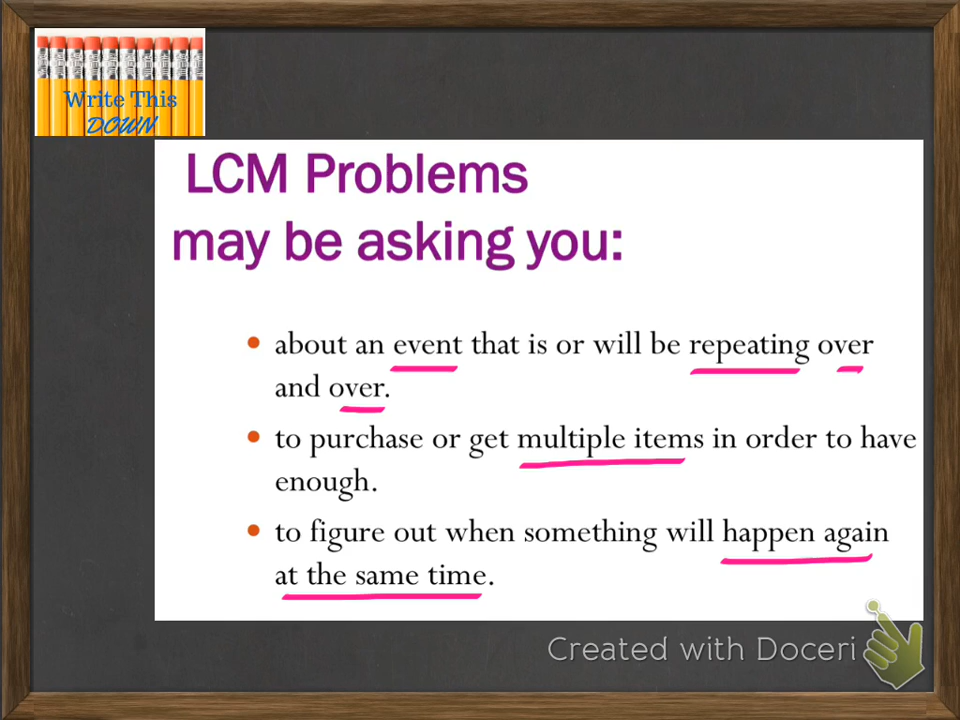 Write This
DOWN
LCM Problems
may be asking you:
• about an event that is or will be repeating over
and over.
• to purchase or get multiple items in order to have
enough.
• to figure out when something will happen again
at the same time.
Created with Doceri